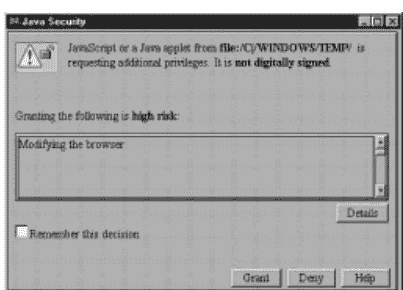 Java Security
JavaScript or a Java applet from file:/C|/WINDOWS/TEMP/ is
requesting additional privileges. It is not digitally signed.
Granting the following is high risk:
Modifying the browser
Details
Remember this decision
Grant
Deny
Help